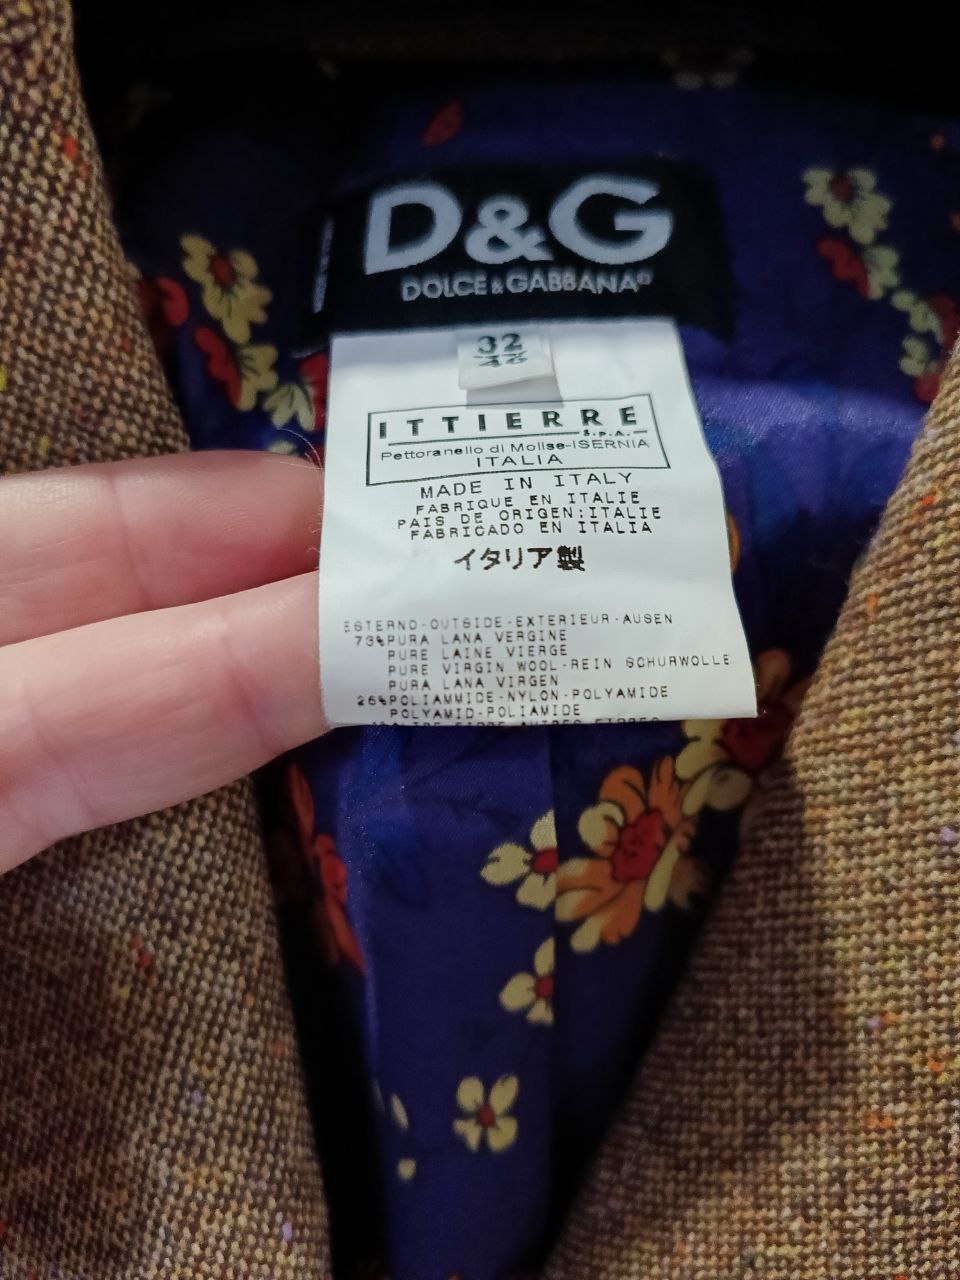 D&G
DOLCE & GABBANA
32
46
ITTIERRE
S.p.A.
Pettoranello di Molise-ISERNIA
ITALIA
MADE IN ITALY
FABRIQUE EN ITALIE
PAIS DE ORIGEN:ITALIE
FABRICADO EN ITALIA
イタリア製
ESTERNO-OUTSIDE-EXTERIEUR-AUSEN
73%PURA LANA VERGINE
PURE LAINE VIERGE
PURE VIRGIN WOOL-REIN SCHURWOLLE
PURA LANA VIRGEN
26%POLIAMMIDE-NYLON-POLYAMIDE
POLYAMID-POLIAMIDE